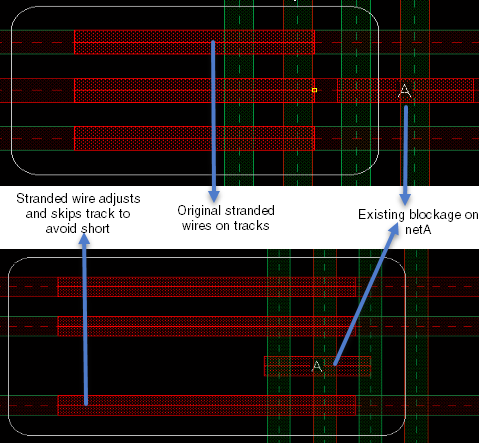 A
Stranded wire adjusts
and skips track to
avoid short
Original stranded
wires on tracks
Existing blockage on
netA
A